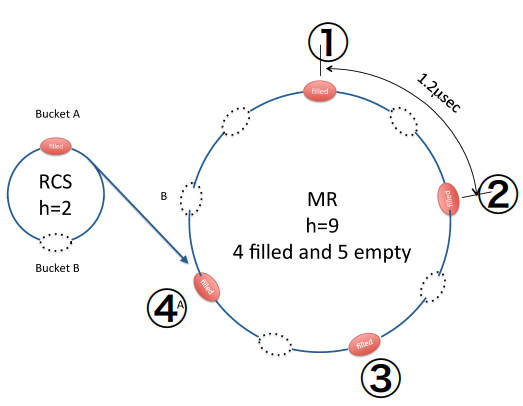 ①
1.2μsec
filled
Bucket A
filled
RCS
h=2
Bucket B
B
MR
h=9
4 filled and 5 empty
②
filled
filled
④
A
filled
③